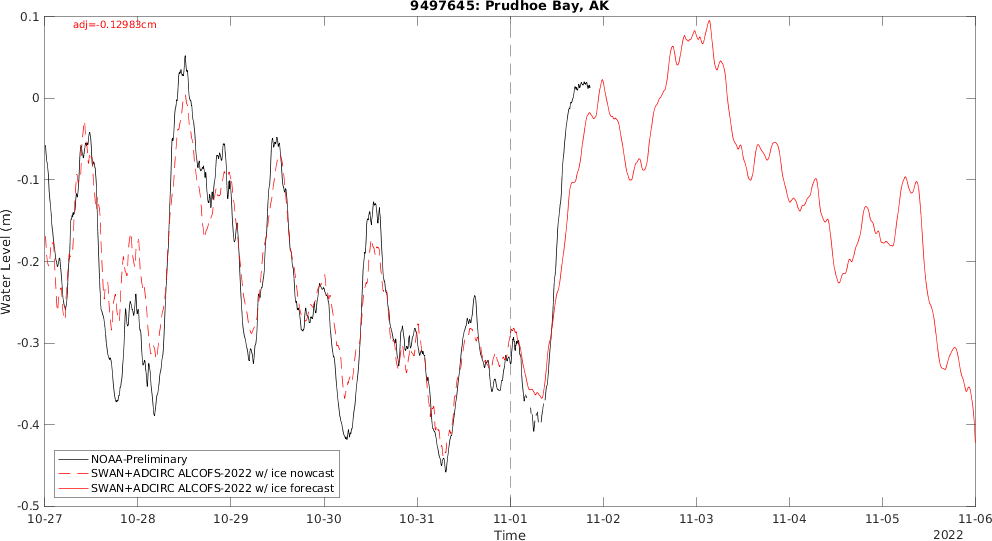 9497645: Prudhoe Bay, AK
adj=-0.12983cm
0.1
0
-0.1
-0.2
-0.3
-0.4
-0.5
Water Level (m)
NOAA-Preliminary
SWAN+ADCIRC ALCOFS-2022 w/ ice nowcast
SWAN+ADCIRC ALCOFS-2022 w/ ice forecast
10-27 10-28 10-29 10-30 10-31 11-01 11-02 11-03 11-04 11-05 11-06
Time
2022